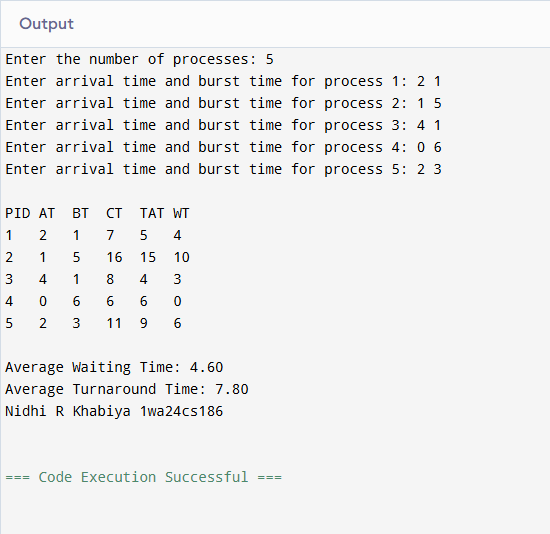 Output
Enter the number of processes: 5
Enter arrival time and burst time for process 1: 2 1
Enter arrival time and burst time for process 2: 1 5
Enter arrival time and burst time for process 3: 4 1
Enter arrival time and burst time for process 4: 0 6
Enter arrival time and burst time for process 5: 2 3
PID AT  BT  CT  TAT WT
1   2   1   7   5   4
2   1   5   16  15  10
3   4   1   8   4   3
4   0   6   6   6   0
5   2   3   11  9   6
Average Waiting Time: 4.60
Average Turnaround Time: 7.80
Nidhi R Khabiya 1wa24cs186
=== Code Execution Successful ===